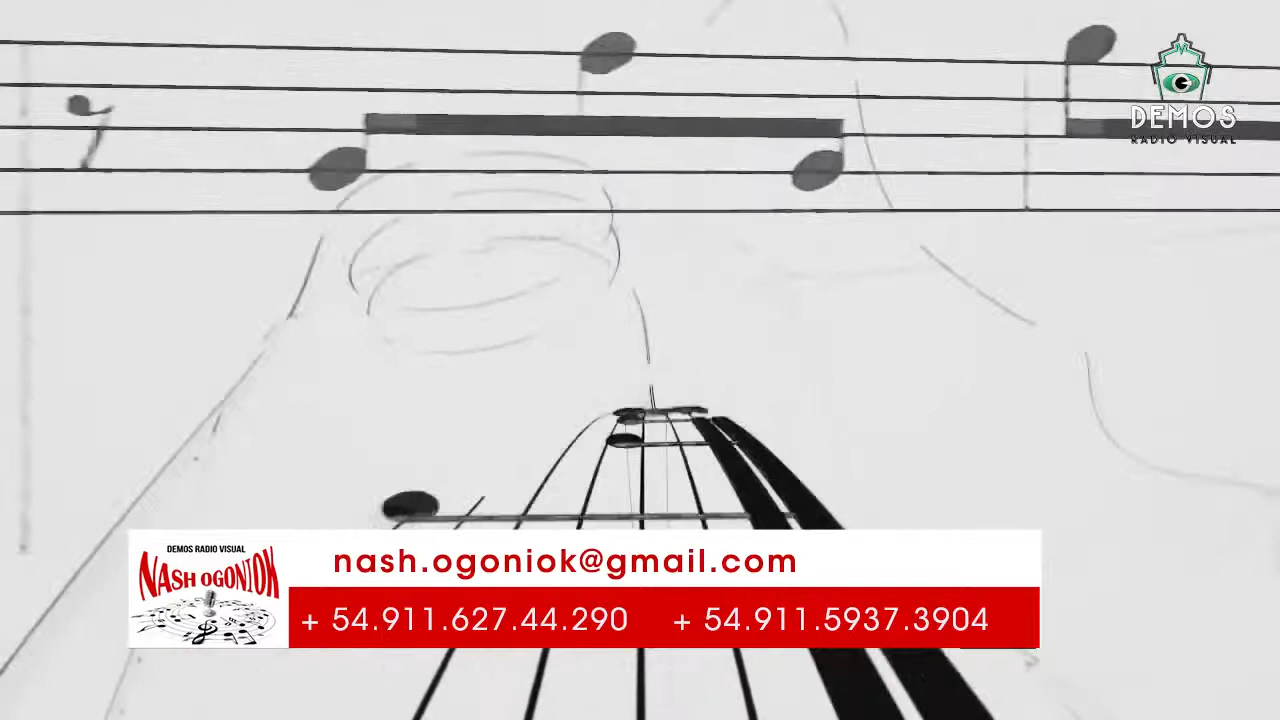 DEMOS
RADIO VISUAL
DEMOS RADIO VISUAL
NASH OGONIOK
nash.ogoniok@gmail.com
+ 54.911.627.44.290 + 54.911.5937.3904